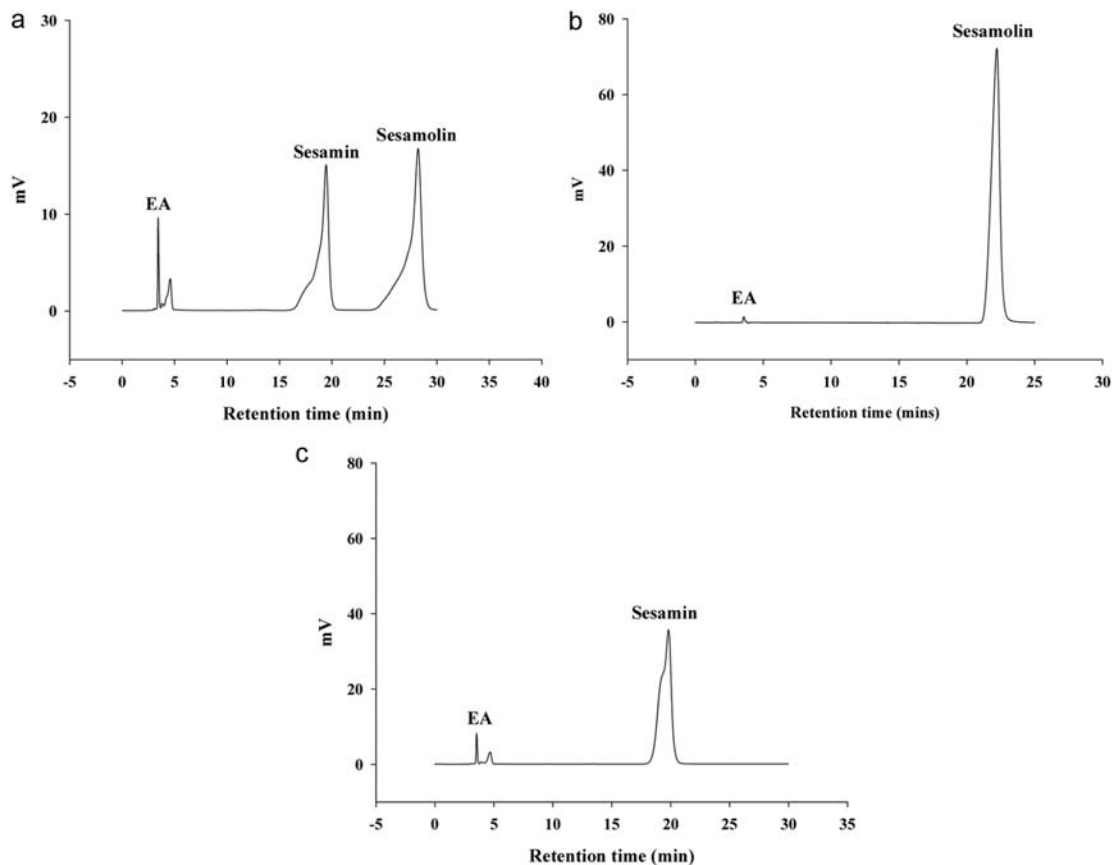 a
30
20
10
0
mV
EA
Sesamin
Sesamolin
-5 0 5 10 15 20 25 30 35 40
Retention time (min)
b
80
60
40
20
0
mV
EA
Sesamolin
-5 0 5 10 15 20 25 30
Retention time (mins)
c
80
60
40
20
0
mV
EA
Sesamin
-5 0 5 10 15 20 25 30 35
Retention time (min)